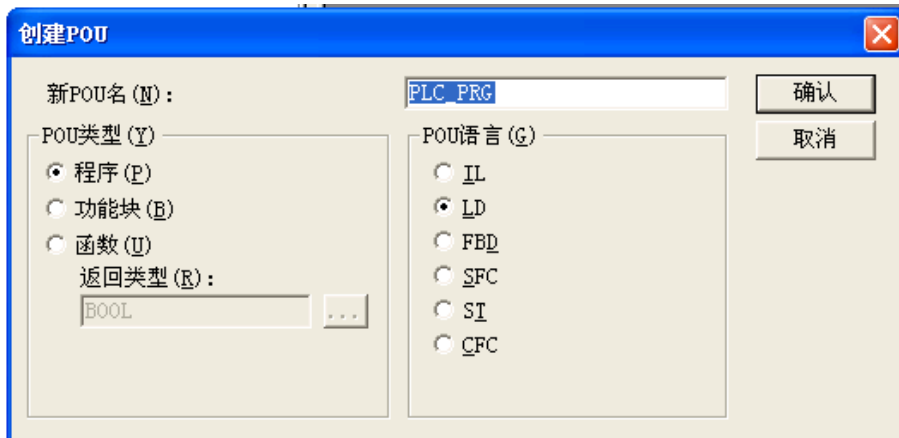 创建POU
新POU名(N):
PLC_PRG
确认
取消
POU类型(Y)
程序(P)
功能块(B)
函数(U)
返回类型(R):
BOOL
...
POU语言(G)
IL
LD
FBD
SFC
ST
CFC